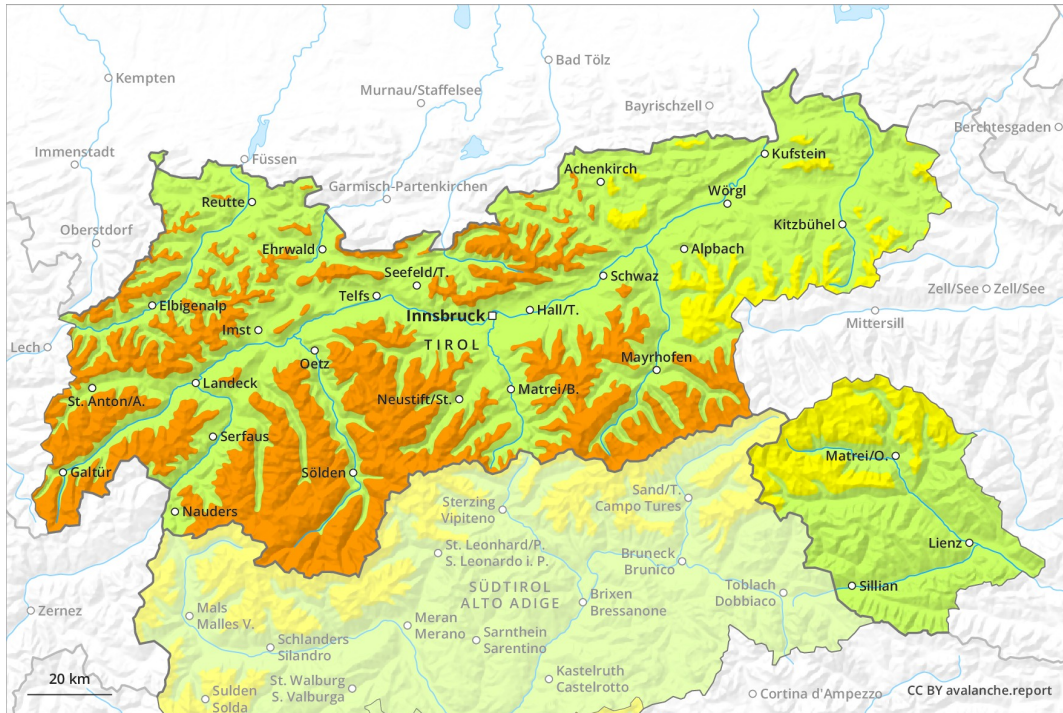 Kempten
Bad Tölz
Murnau/Staffelsee
Bayrischzell
Berchtesgaden
Immenstadt
Füssen
Kufstein
Achenkirch
Garmisch-Partenkirchen
Reutte
Wörgl
Oberstdorf
Kitzbühel
Ehrwald
Alpbach
Seefeld/T.
Schwaz
Zell/See
Zell/See
Telfs
Elbigenalp
Innsbruck
Hall/T.
Mittersill
Imst
TIROL
Lech
Oetz
Mayrhofen
Landeck
St. Anton/A.
Neustift/St.
Matrei/B.
Serfaus
Matrei/O.
Galtür
Sölden
Sand/T.
Campo Tures
Sterzing
Vipiteno
Nauders
Lienz
St. Leonhard/P.
S. Leonardo i. P.
Bruneck
Brunico
SÜDTIROL
ALTO ADIGE
Toblach
Dobbiaco
Sillian
Brixen
Bressanone
Zernez
Mals
Malles V.
Meran
Merano
Schlanders
Silandro
Sarnthein
Sarentino
St. Walburg
S. Valburga
Kastelruth
Castelrotto
20 km
Sulden
Solda
Cortina d'Ampezzo
CC BY avalanche.report